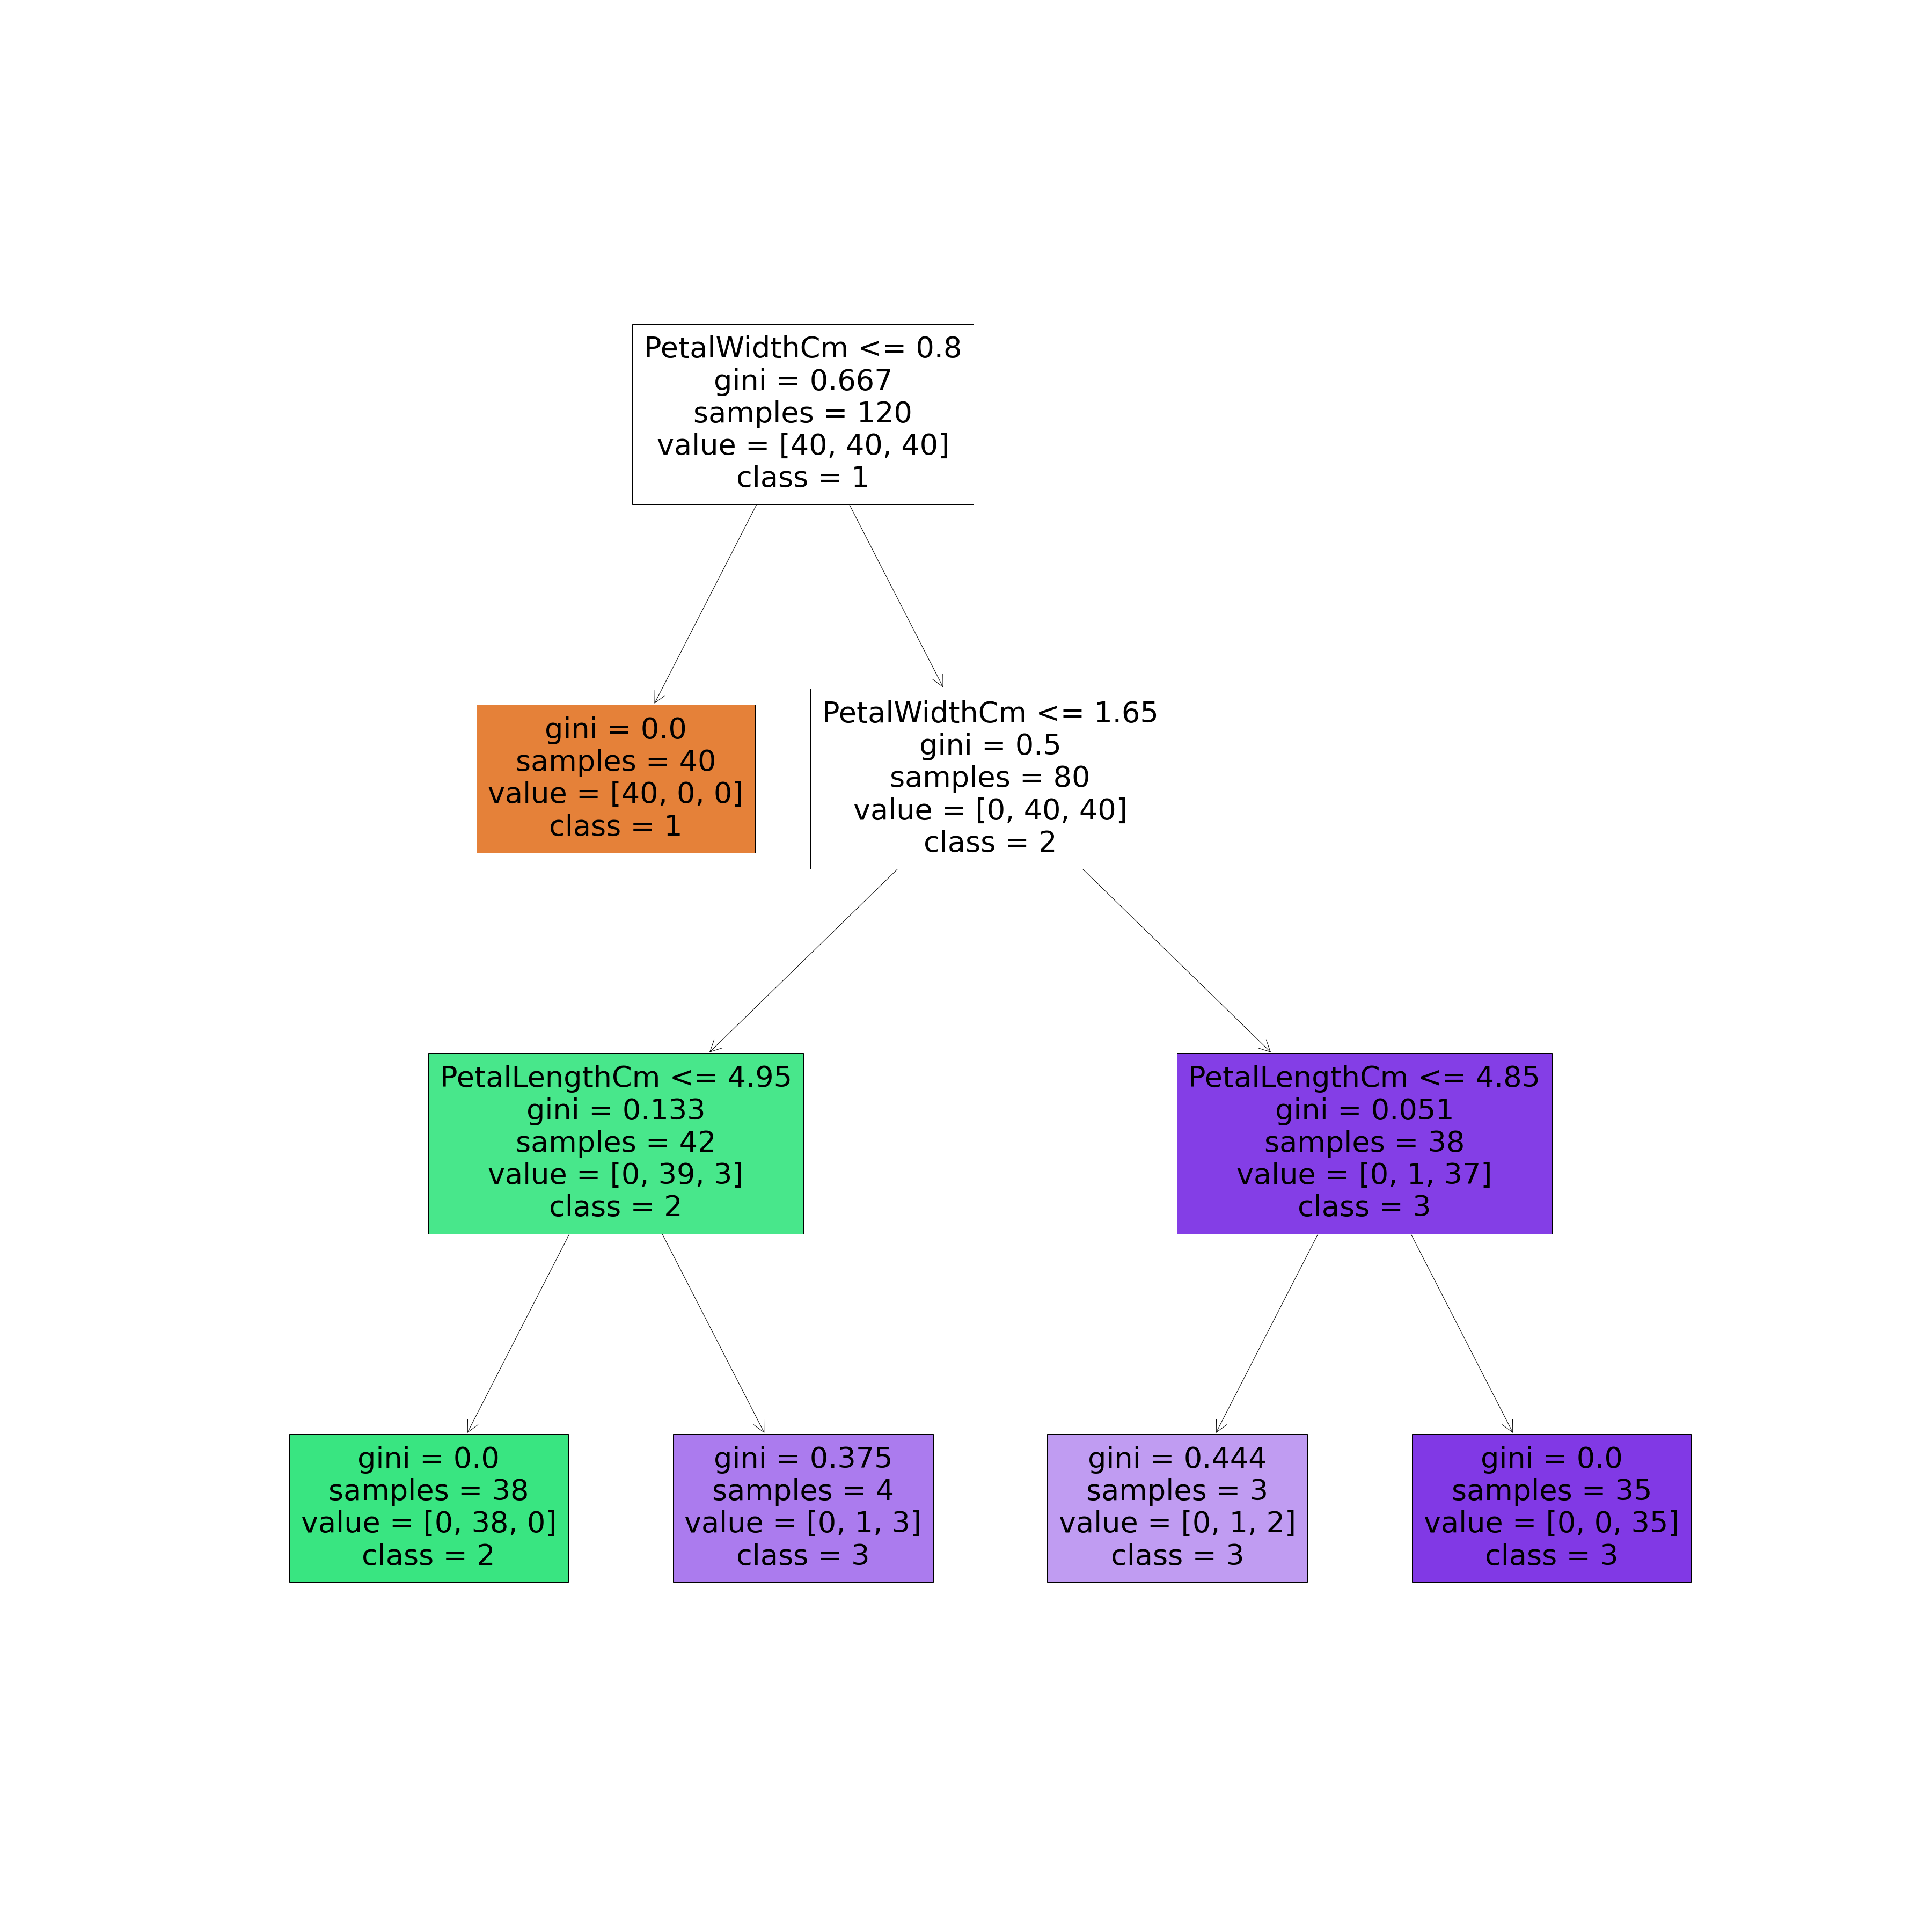 PetalWidthCm <= 0.8
gini = 0.667
samples = 120
value = [40, 40, 40]
class = 1
gini = 0.0
samples = 40
value = [40, 0, 0]
class = 1
PetalWidthCm <= 1.65
gini = 0.5
samples = 80
value = [0, 40, 40]
class = 2
PetalLengthCm <= 4.95
gini = 0.133
samples = 42
value = [0, 39, 3]
class = 2
PetalLengthCm <= 4.85
gini = 0.051
samples = 38
value = [0, 1, 37]
class = 3
gini = 0.0
samples = 38
value = [0, 38, 0]
class = 2
gini = 0.375
samples = 4
value = [0, 1, 3]
class = 3
gini = 0.444
samples = 3
value = [0, 1, 2]
class = 3
gini = 0.0
samples = 35
value = [0, 0, 35]
class = 3